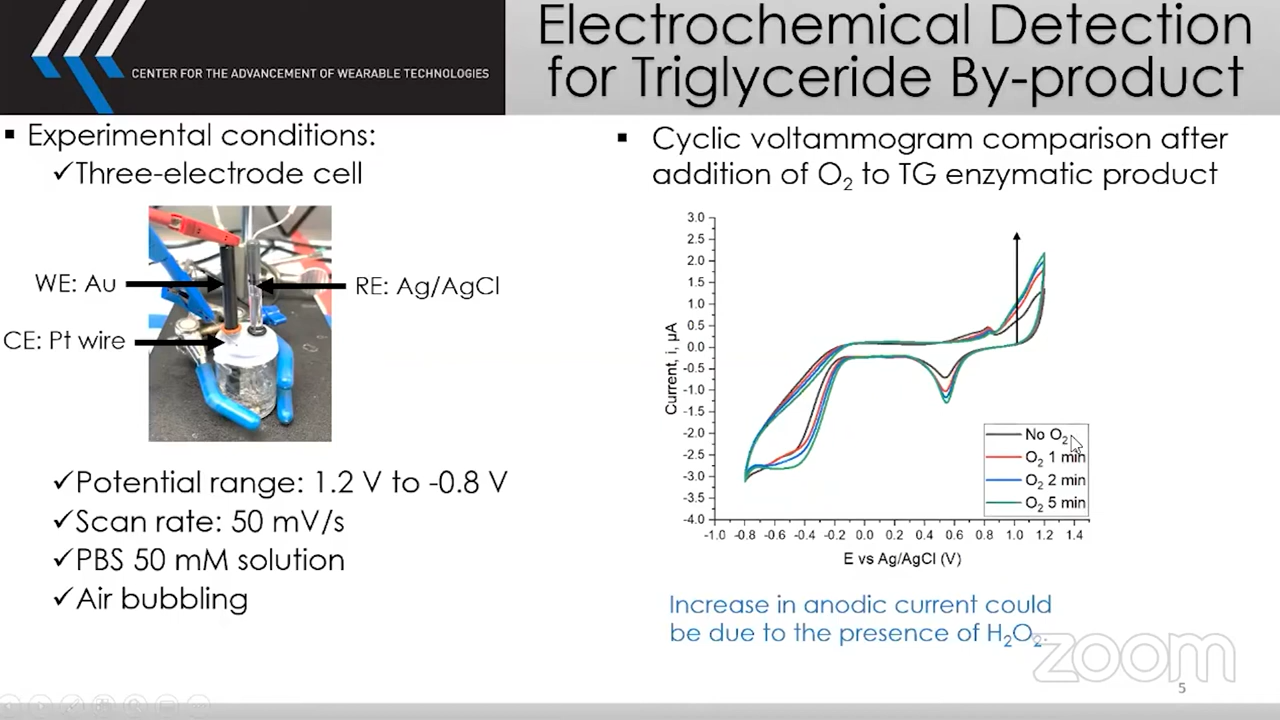 CENTER FOR THE ADVANCEMENT OF WEARABLE TECHNOLOGIES
Electrochemical Detection
for Triglyceride By-product
▪ Experimental conditions:
✓Three-electrode cell
WE: Au
RE: Ag/AgCl
CE: Pt wire
✓Potential range: 1.2 V to -0.8 V
✓Scan rate: 50 mV/s
✓PBS 50 mM solution
✓Air bubbling
▪ Cyclic voltammogram comparison after
addition of O₂ to TG enzymatic product
3.0
2.5
2.0
1.5
1.0
0.5
0.0
-0.5
-1.0
-1.5
-2.0
-2.5
-3.0
-3.5
-4.0
Current, i, µA
No O₂
O₂ 1 min
O₂ 2 min
O₂ 5 min
-1.0 -0.8 -0.6 -0.4 -0.2 0.0 0.2 0.4 0.6 0.8 1.0 1.2 1.4
E vs Ag/AgCl (V)
Increase in anodic current could
be due to the presence of H₂O₂.
zoom
5